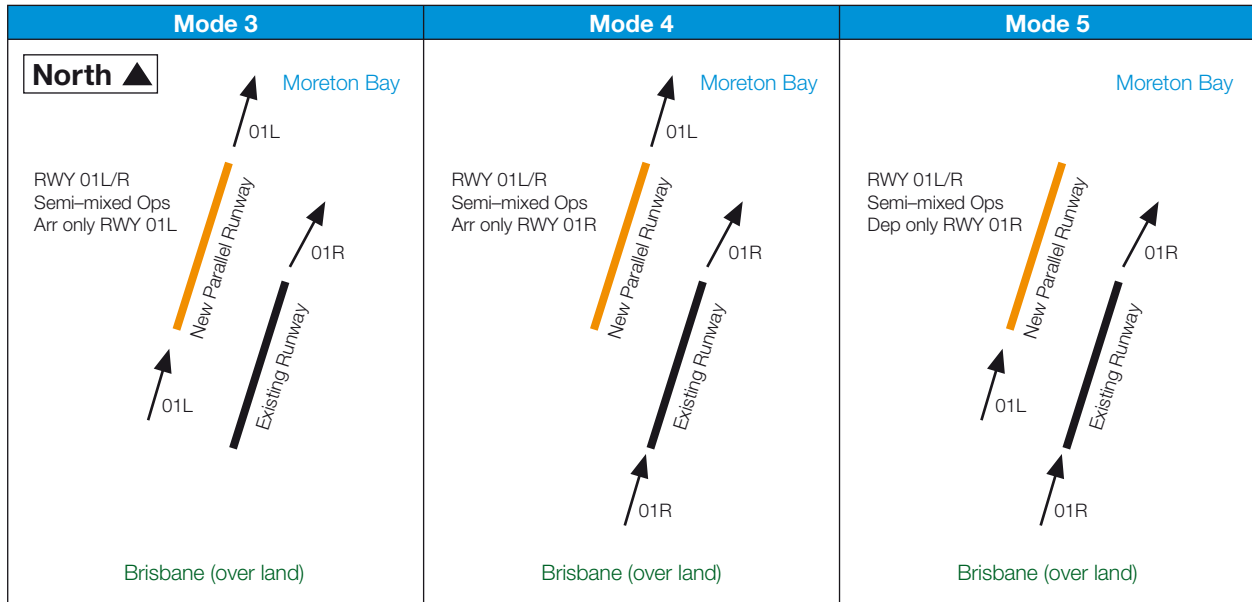 Mode 3
North ▲
Moreton Bay
01L
RWY 01L/R
Semi–mixed Ops
Arr only RWY 01L
New Parallel Runway
01R
01L
Existing Runway
Brisbane (over land)
Mode 4
Moreton Bay
01L
RWY 01L/R
Semi–mixed Ops
Arr only RWY 01R
New Parallel Runway
01R
Existing Runway
01R
Brisbane (over land)
Mode 5
Moreton Bay
RWY 01L/R
Semi–mixed Ops
Dep only RWY 01R
New Parallel Runway
01R
01L
Existing Runway
01R
Brisbane (over land)